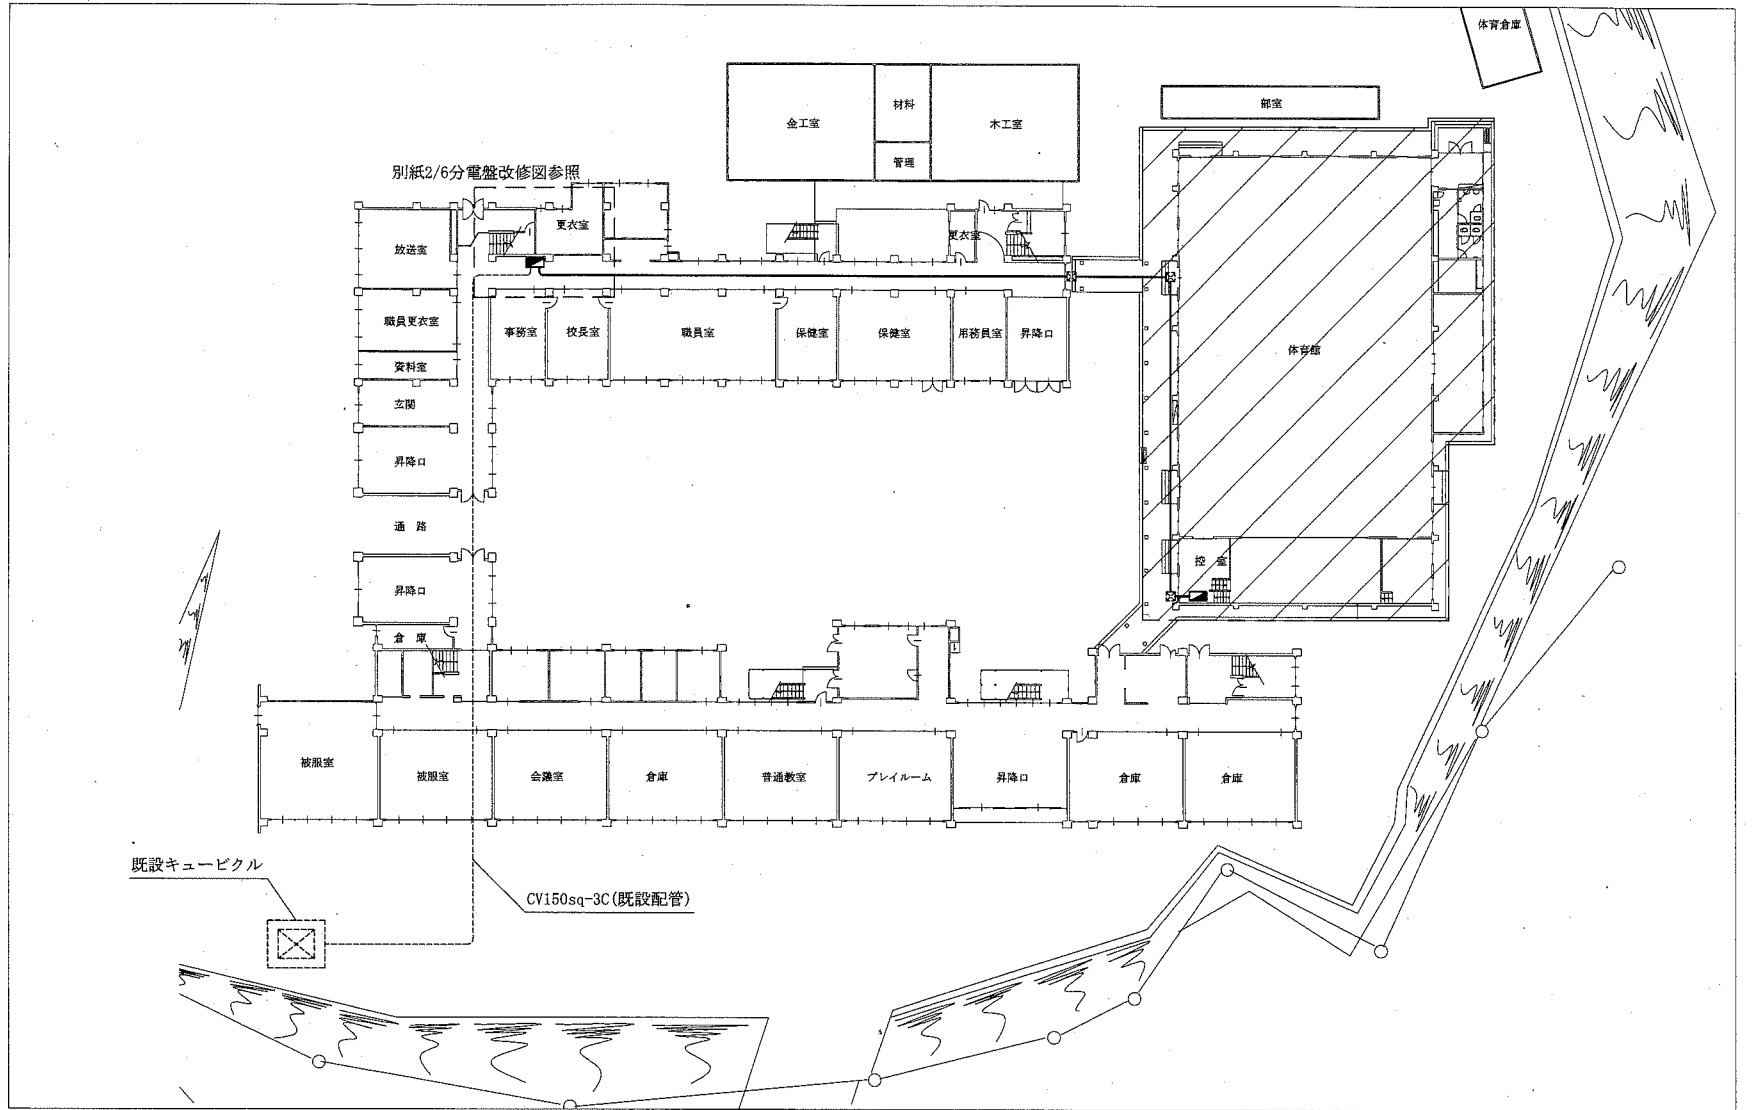 体育倉庫
部室
金工室
材料
木工室
管理
別紙2/6分電盤改修図参照
更衣室
放送室
更衣室
職員更衣室
事務室
校長室
職員室
保健室
保健室
用務員室
昇降口
体育館
資料室
玄関
昇降口
通 路
控 室
昇降口
倉 庫
被服室
被服室
会議室
倉庫
普通教室
プレイルーム
昇降口
倉庫
倉庫
既設キュービクル
CV150sq-3C(既設配管)